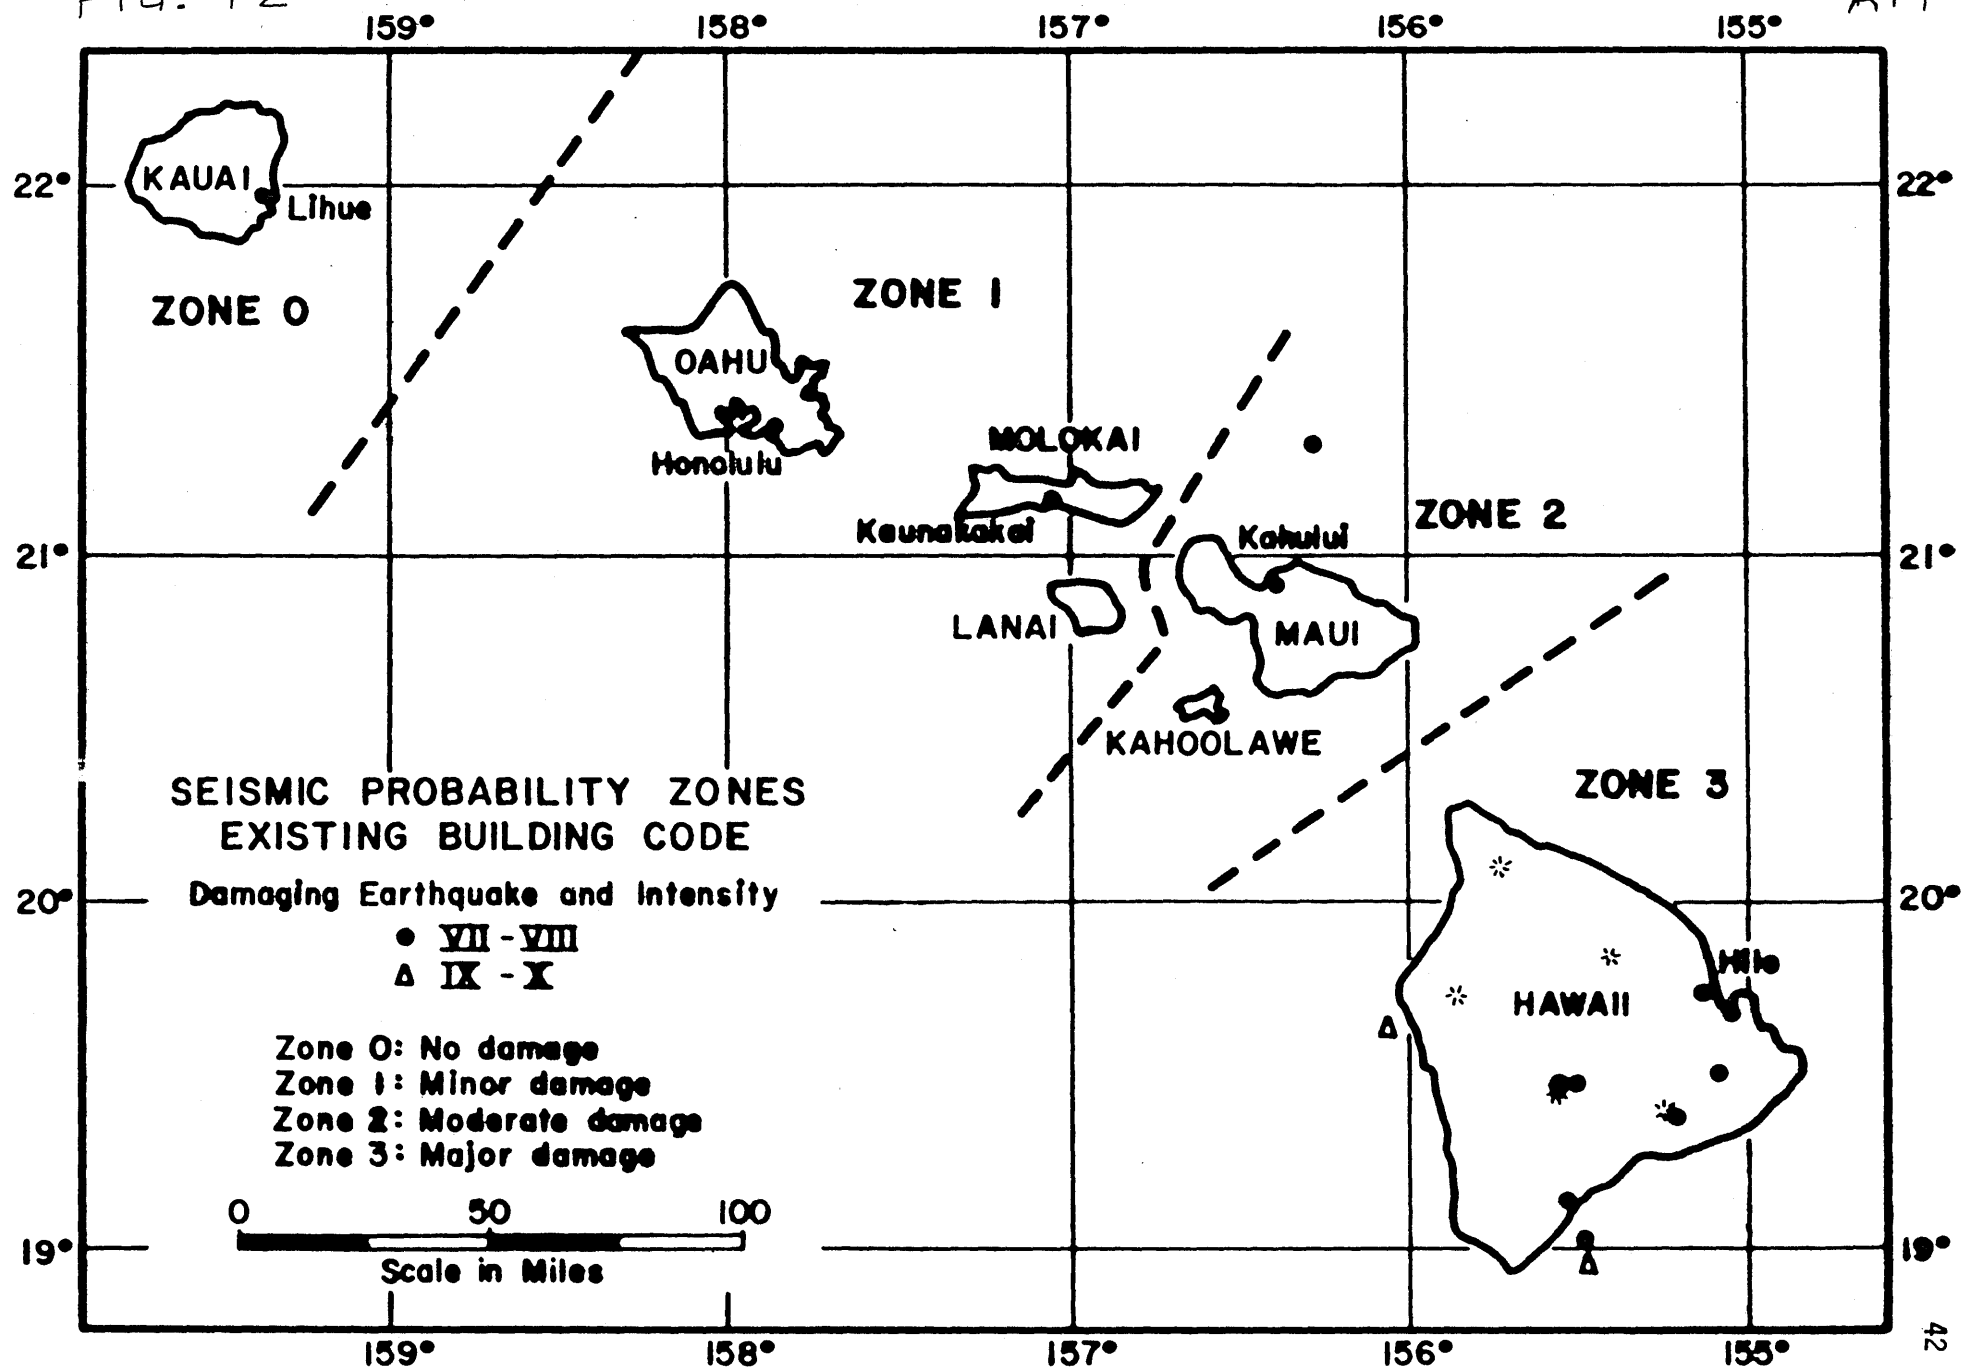 FIG. 12
159° 158° 157° 156° 155°
KAUAI
22° 22°
Lihue
ZONE 0
ZONE 1
OAHU
Honolulu
MOLOKAI
Kaunakakai
ZONE 2
Kahului
21° 21°
LANAI
MAUI
KAHOOLAWE
ZONE 3
SEISMIC PROBABILITY ZONES
EXISTING BUILDING CODE
Damaging Earthquake and Intensity
VII - VIII
IX - X
20° 20°
Hilo
HAWAII
Zone 0: No damage
Zone 1: Minor damage
Zone 2: Moderate damage
Zone 3: Major damage
0 50 100
Scale in Miles
19° 19°
159° 158° 157° 156° 155°
42